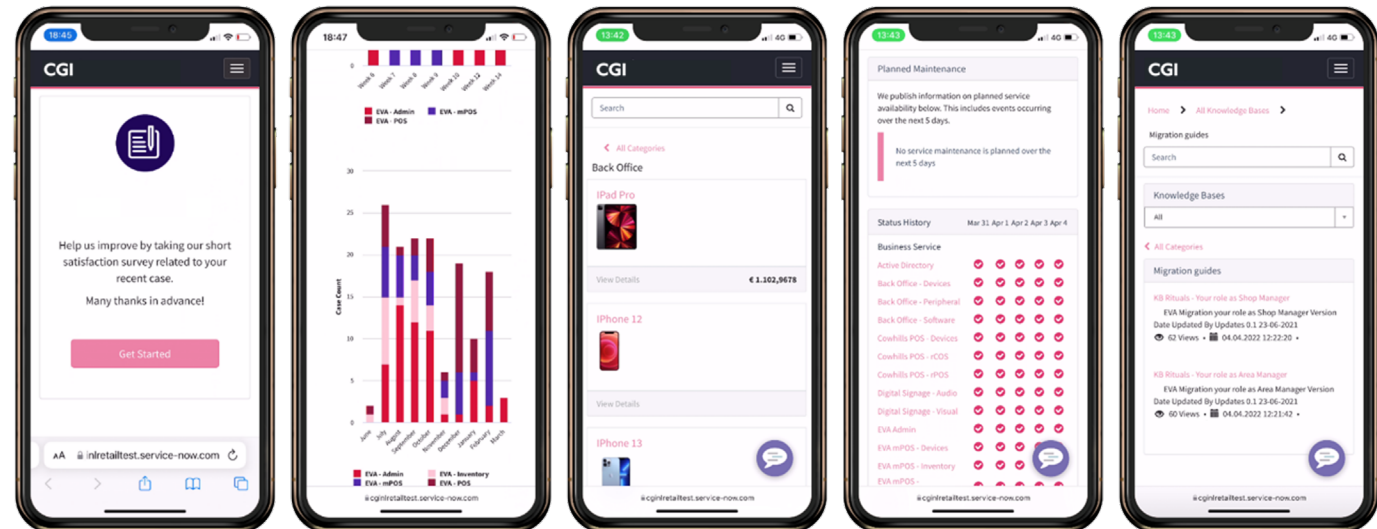 18:45
CGI
Help us improve by taking our short
satisfaction survey related to your
recent case.
Many thanks in advance!
Get Started
AA inlretailtest.service-now.com
18:47
0
Week 6 Week 7 Week 8 Week 9 Week 10 Week 12 Week 14
EVA - Admin EVA - mPOS
EVA - POS
30
25
20
15
10
5
0
Case Count
June July August September October November December January February March
EVA - Admin EVA - Inventory
EVA - mPOS EVA - POS
cginlretailtest.service-now.com
13:42
4G
CGI
Search
All Categories
Back Office
IPad Pro
View Details € 1.102,9678
IPhone 12
View Details
IPhone 13
cginlretailtest.service-now.com
13:43
4G
Planned Maintenance
We publish information on planned service
availability below. This includes events occurring
over the next 5 days.
No service maintenance is planned over the
next 5 days
Status History Mar 31 Apr 1 Apr 2 Apr 3 Apr 4
Business Service
Active Directory
Back Office - Devices
Back Office - Peripheral
Back Office - Software
Cowhills POS - Devices
Cowhills POS - rCOS
Cowhills POS - rPOS
Digital Signage - Audio
Digital Signage - Visual
EVA Admin
EVA mPOS - Devices
EVA mPOS - Inventory
EVA mPOS -
cginlretailtest.service-now.com
13:43
4G
CGI
Home All Knowledge Bases
Migration guides
Search
Knowledge Bases
All
All Categories
Migration guides
KB Rituals - Your role as Shop Manager
EVA Migration your role as Shop Manager Version
Date Updated By Updates 0.1 23-06-2021
62 Views • 04.04.2022 12:22:20 •
KB Rituals - Your role as Area Manager
EVA Migration your role as Area Manager Version
Date Updated By Updates 0.1 23-06-2021
60 Views • 04.04.2022 12:21:42 •
cginlretailtest.service-now.com